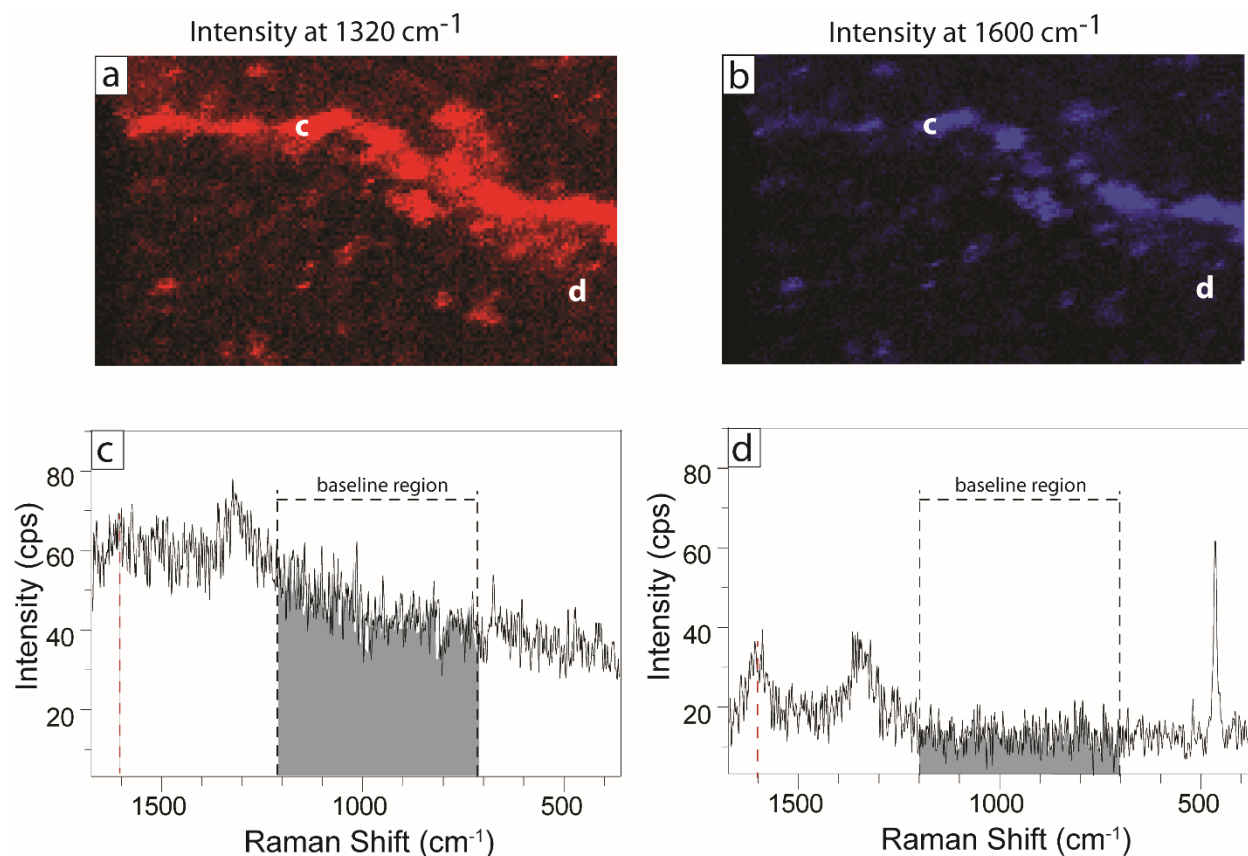 Intensity at 1320 cm⁻¹
Intensity at 1600 cm⁻¹
a
c
d
b
c
d
c
baseline region
80
60
40
20
Intensity (cps)
1500
1000
500
Raman Shift (cm⁻¹)
d
baseline region
80
60
40
20
Intensity (cps)
1500
1000
500
Raman Shift (cm⁻¹)